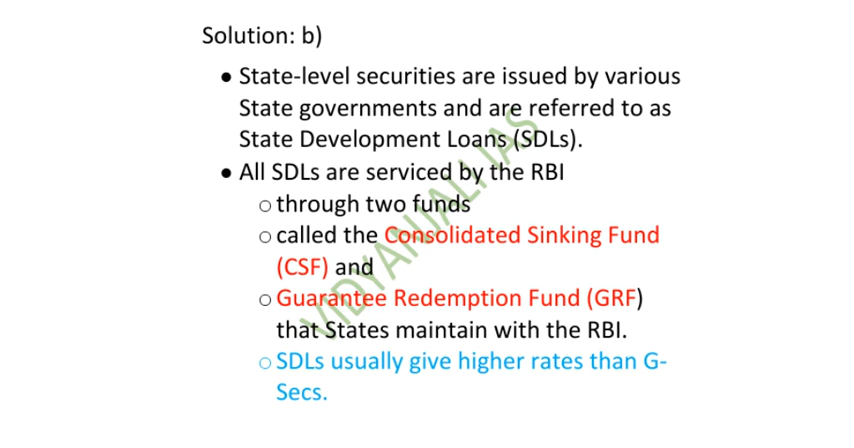 Solution: b)
• State-level securities are issued by various
State governments and are referred to as
State Development Loans (SDLs).
• All SDLs are serviced by the RBI
○ through two funds
○ called the Consolidated Sinking Fund
(CSF) and
○ Guarantee Redemption Fund (GRF)
that States maintain with the RBI.
○ SDLs usually give higher rates than G-
Secs.
VIDYANJALI IAS